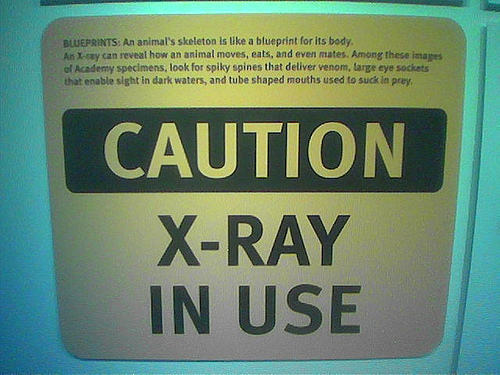 BLUEPRINTS: An animal's skeleton is like a blueprint for its body.
An X-ray can reveal how an animal moves, eats, and even mates. Among these images
of Academy specimens, look for spiky spines that deliver venom, large eye sockets
that enable sight in dark waters, and tube shaped mouths used to suck in prey.
CAUTION
X-RAY
IN USE